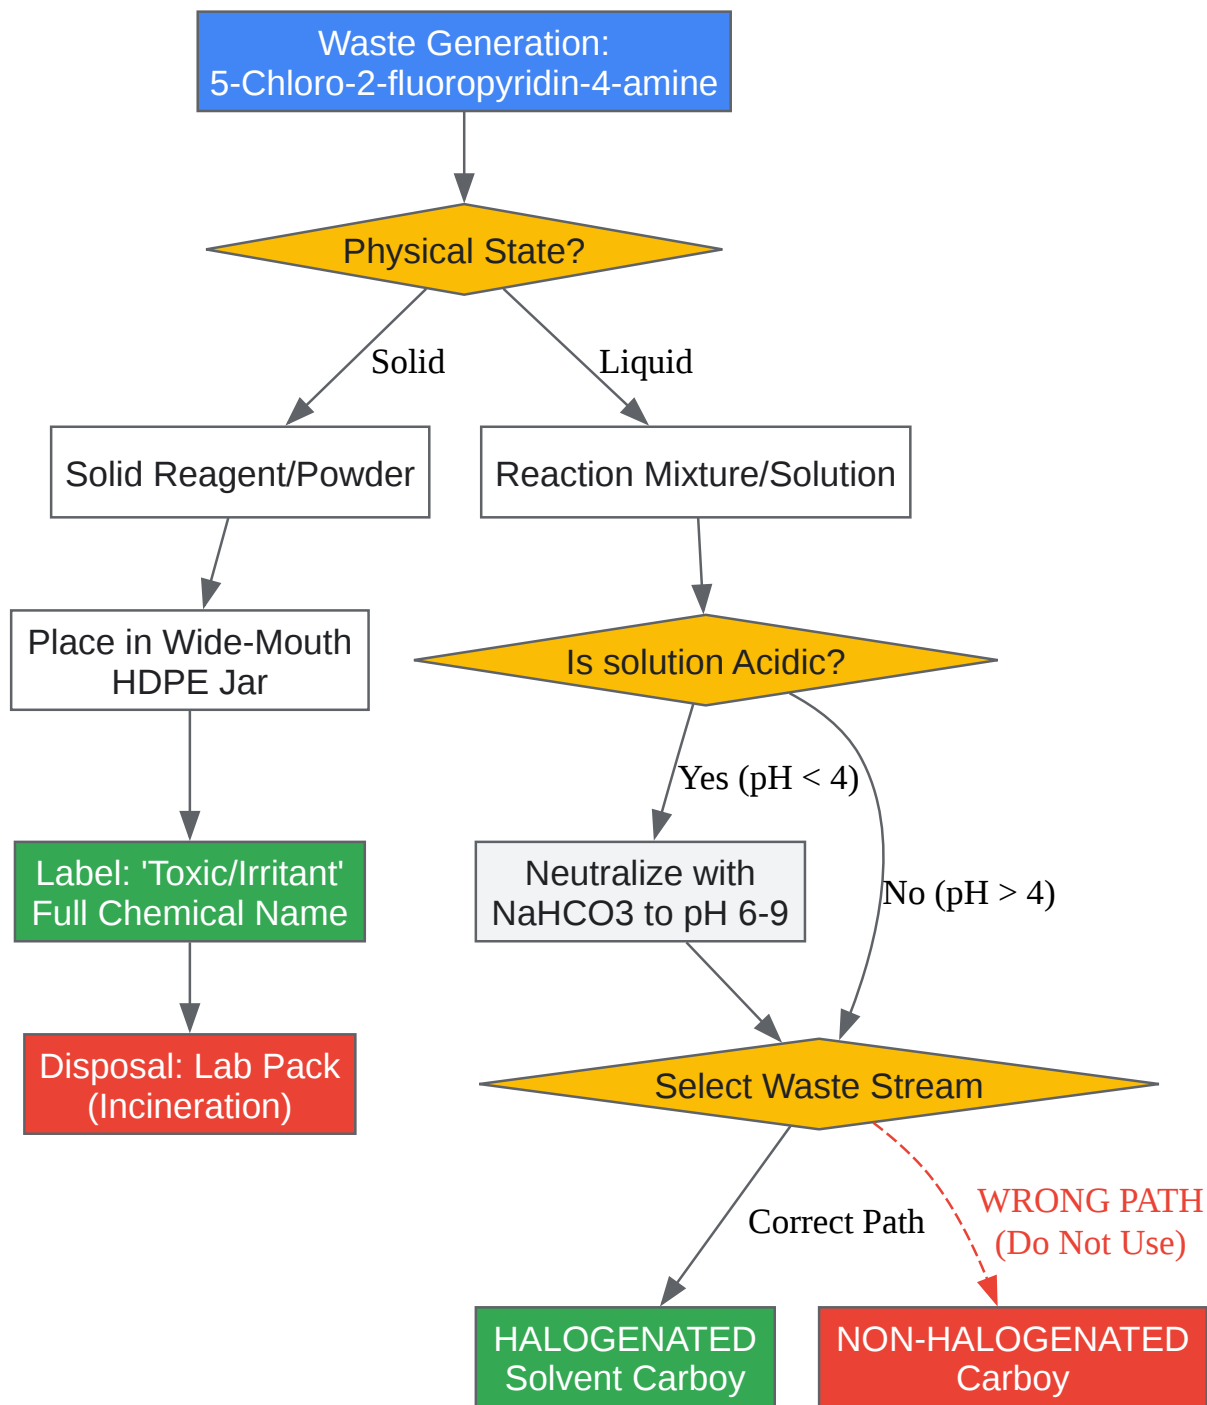 Waste Generation:
5-Chloro-2-fluoropyridin-4-amine
Physical State?
Solid
Liquid
Solid Reagent/Powder
Reaction Mixture/Solution
Place in Wide-Mouth
HDPE Jar
Is solution Acidic?
Yes (pH < 4)
Label: 'Toxic/Irritant'
Full Chemical Name
Neutralize with
NaHCO3 to pH 6-9
No (pH > 4)
Disposal: Lab Pack
(Incineration)
Select Waste Stream
Correct Path
WRONG PATH
(Do Not Use)
HALOGENATED
Solvent Carboy
NON-HALOGENATED
Carboy